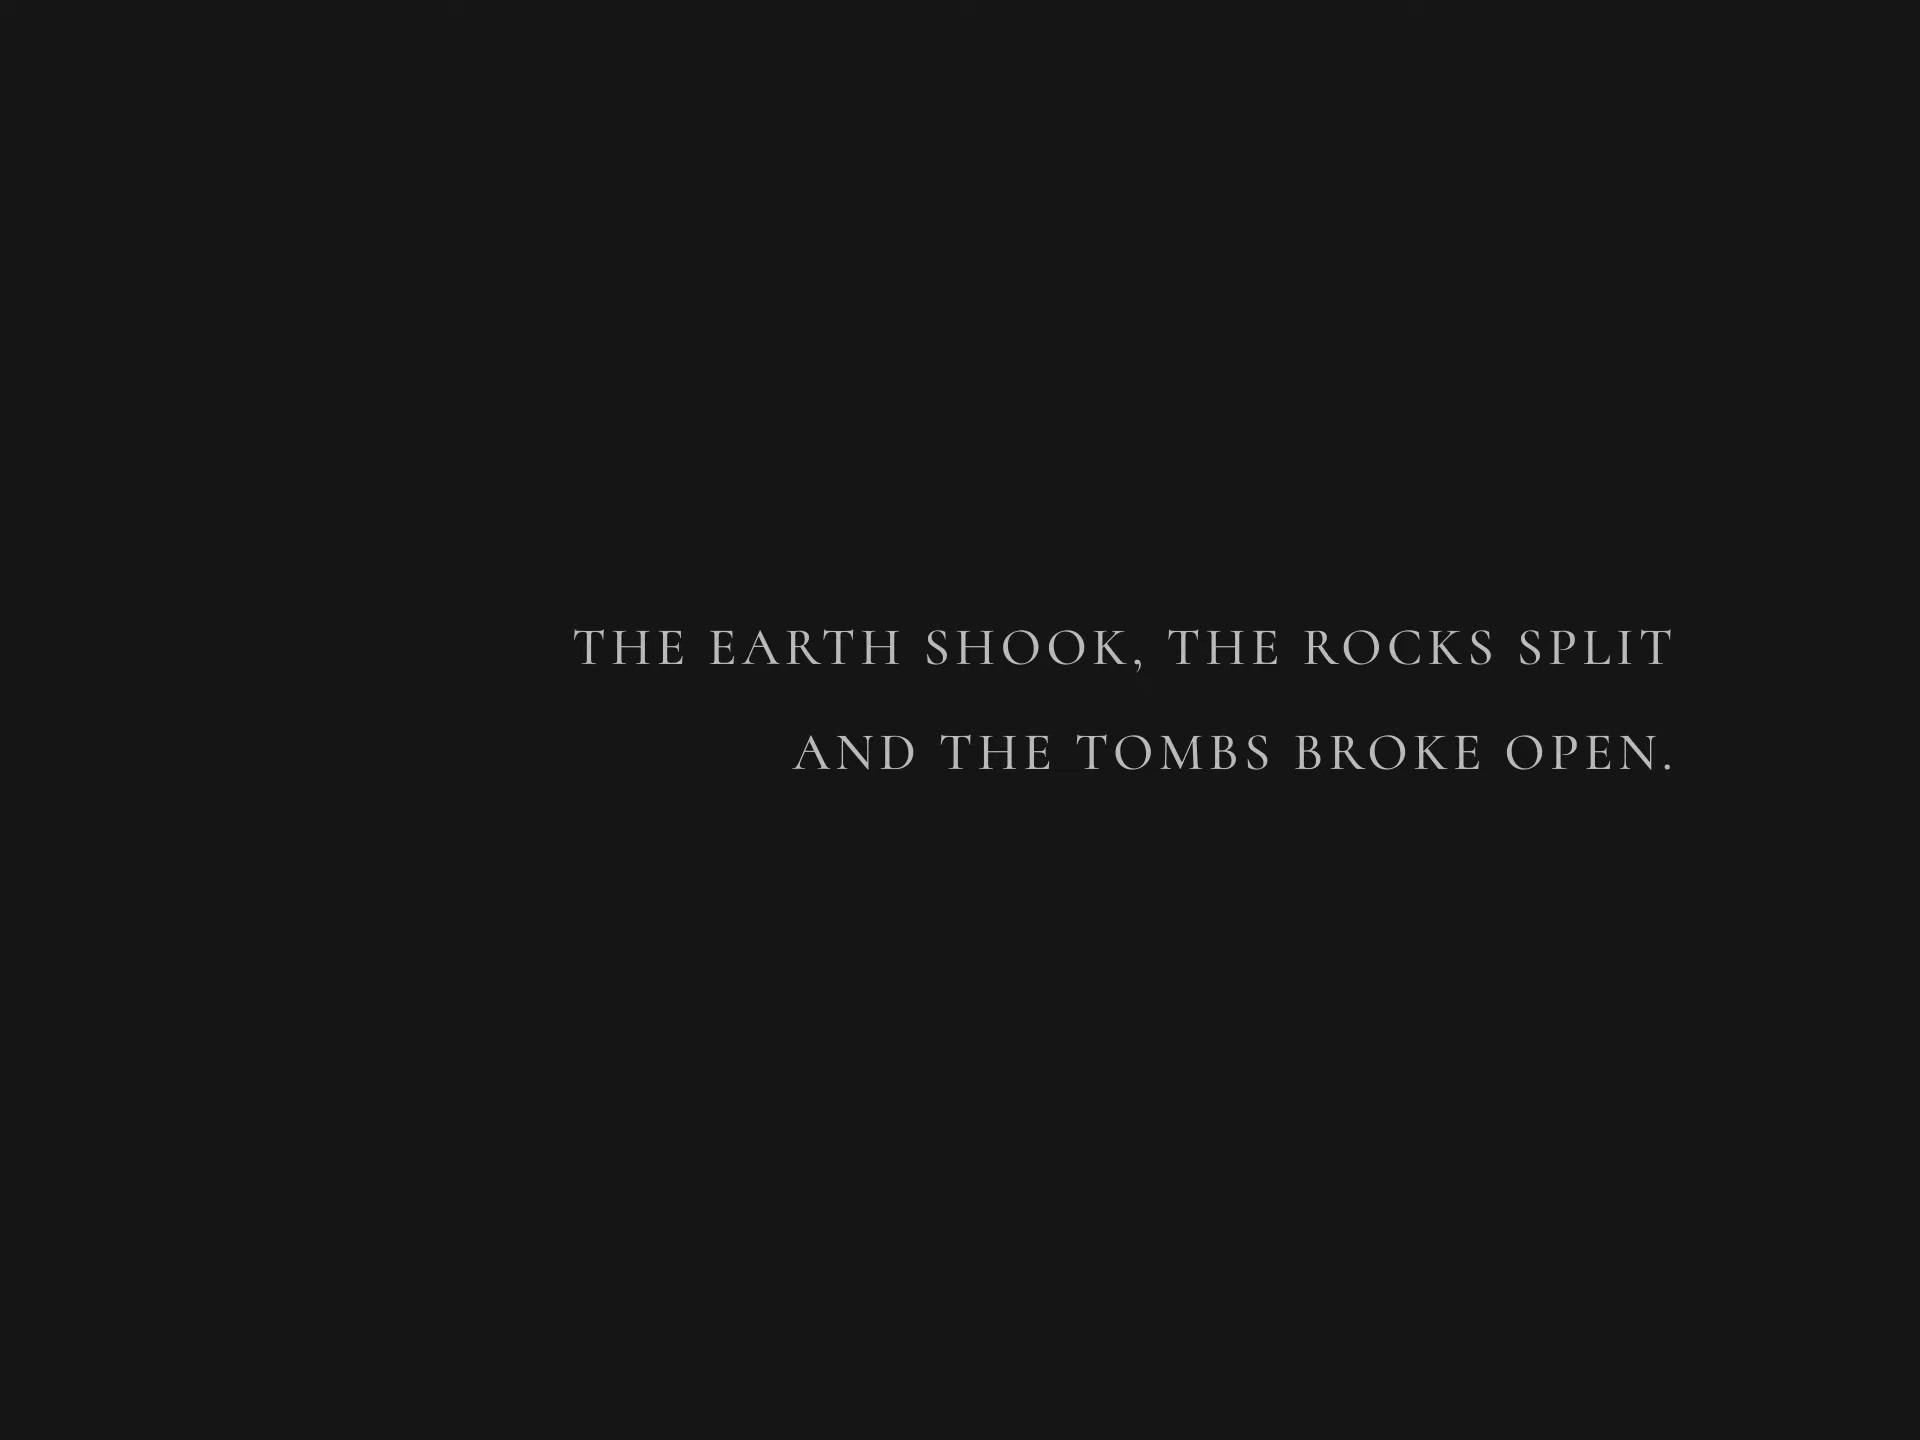 THE EARTH SHOOK, THE ROCKS SPLIT
AND THE TOMBS BROKE OPEN.